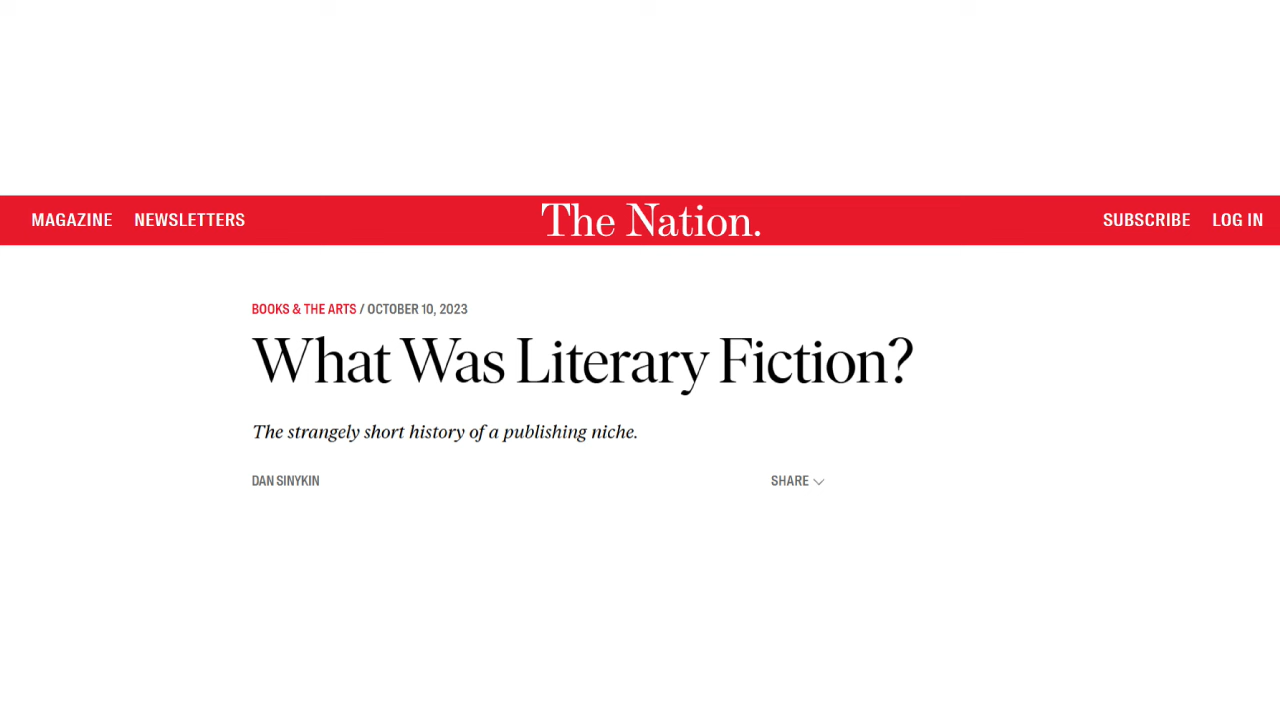 MAGAZINE NEWSLETTERS The Nation. SUBSCRIBE LOG IN
BOOKS & THE ARTS / OCTOBER 10, 2023
What Was Literary Fiction?
The strangely short history of a publishing niche.
DAN SINYKIN SHARE